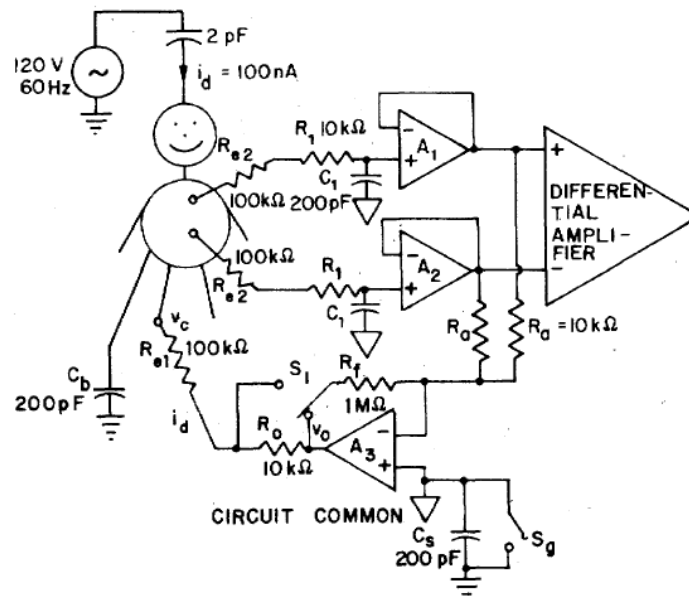 2 pF
120 V
60 Hz
~
i_d = 100nA
R_e2
R_1 10kΩ
C_1
200pF
- A_1
+
100kΩ
100kΩ
R_e2
R_1
C_1
- A_2
+
+
DIFFEREN-
TIAL
AMPLI-
FIER
-
R_a
R_a = 10kΩ
v_c
R_e1
100kΩ
C_b
200pF
i_d
S_1
R_f
1MΩ
R_o
10kΩ
v_o
A_3
-
+
CIRCUIT COMMON
C_s
200pF
S_g